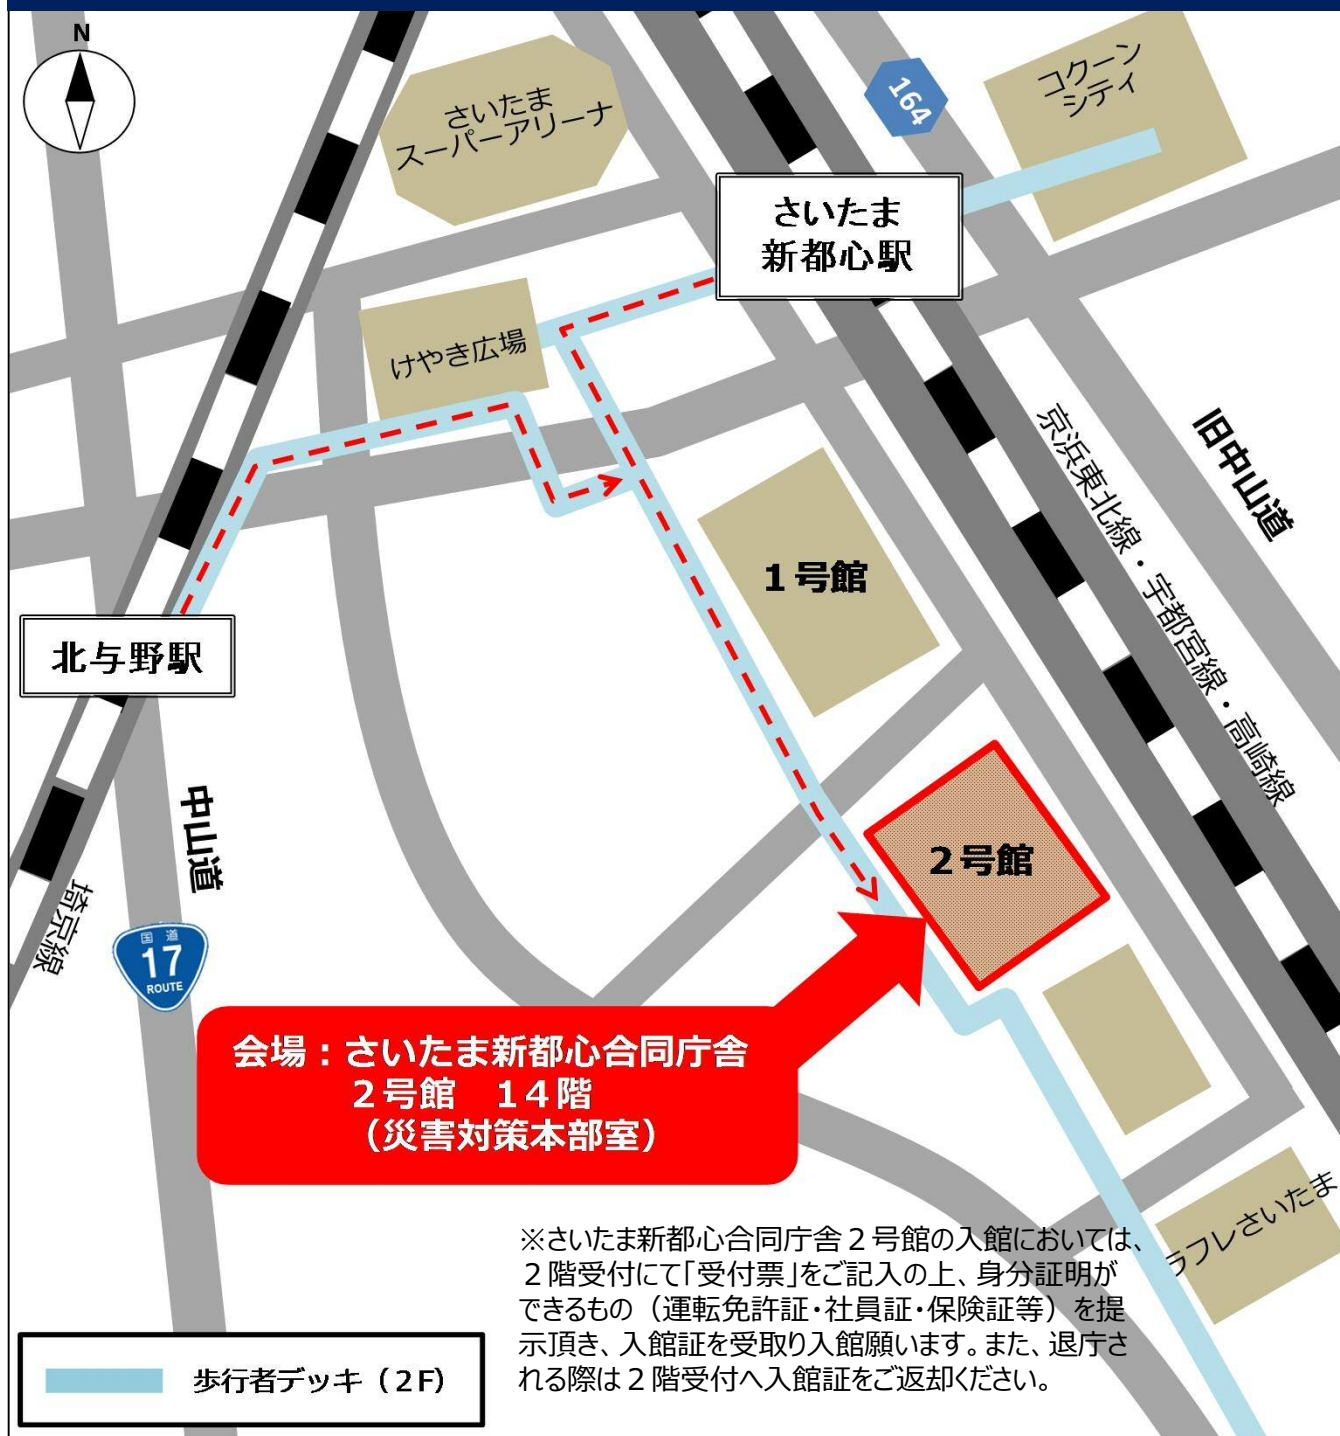 N
さいたま
スーパーアリーナ
164
コクーン
シティ
さいたま
新都心駅
けやき広場
京浜東北線・宇都宮線・高崎線
旧中山道
1号館
北与野駅
中山道
2号館
埼京線
国道
17
ROUTE
会場：さいたま新都心合同庁舎
2号館　14階
（災害対策本部室）
ラフレさいたま
※さいたま新都心合同庁舎2号館の入館においては、
2階受付にて「受付票」をご記入の上、身分証明が
できるもの（運転免許証・社員証・保険証等）を提
示頂き、入館証を受取り入館願います。また、退庁さ
れる際は2階受付へ入館証をご返却ください。
歩行者デッキ（2F）